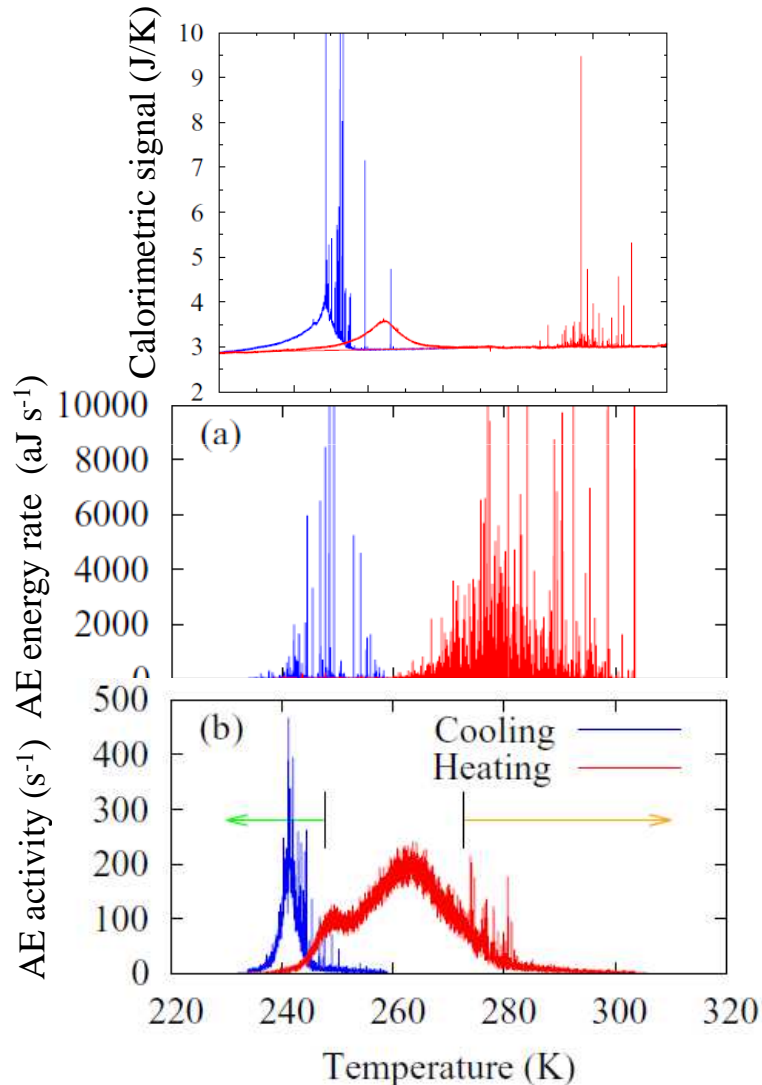 Calorimetric signal (J/K)
10
9
8
7
6
5
4
3
2
AE energy rate (aJ s⁻¹)
10000
8000
6000
4000
2000
0
(a)
AE activity (s⁻¹)
500
400
300
200
100
0
(b)
Cooling
Heating
220 240 260 280 300 320
Temperature (K)